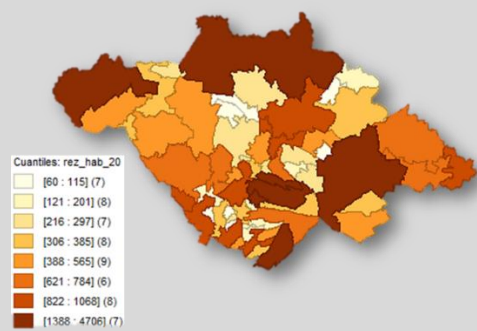 Cuantiles: rez_hab_20
[60 : 115] (7)
[121 : 201] (8)
[216 : 297] (7)
[306 : 385] (8)
[388 : 565] (9)
[621 : 784] (6)
[822 : 1068] (8)
[1388 : 4706] (7)